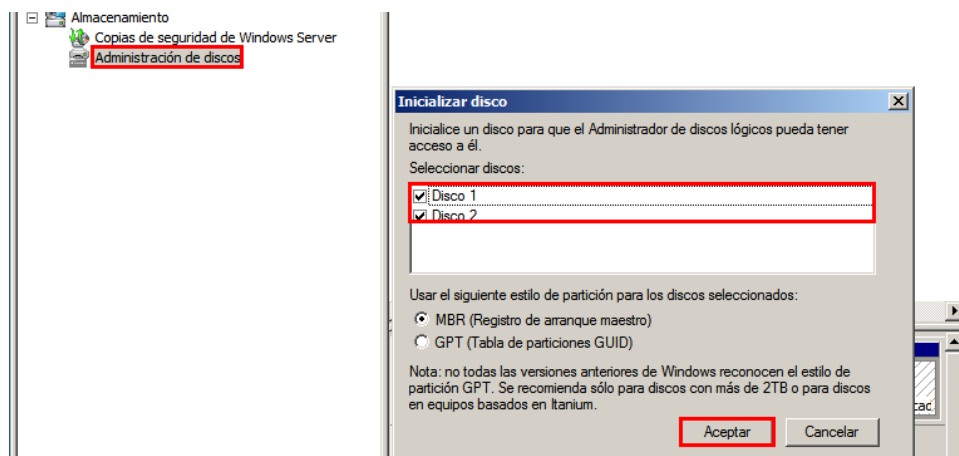 Almacenamiento
Copias de seguridad de Windows Server
Administración de discos
Inicializar disco
Inicialice un disco para que el Administrador de discos lógicos pueda tener
acceso a él.
Seleccionar discos:
Disco 1
Disco 2
Usar el siguiente estilo de partición para los discos seleccionados:
MBR (Registro de arranque maestro)
GPT (Tabla de particiones GUID)
Nota: no todas las versiones anteriores de Windows reconocen el estilo de
partición GPT. Se recomienda sólo para discos con más de 2TB o para discos
en equipos basados en Itanium.
Aceptar
Cancelar